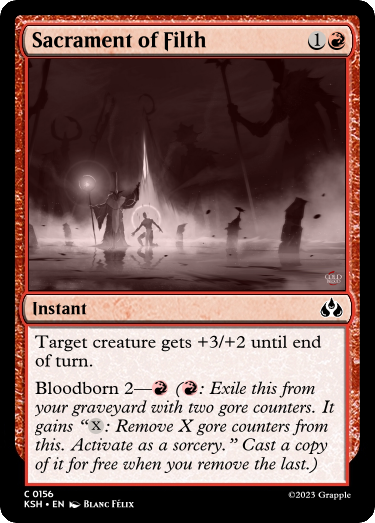 Sacrament of Filth 1
Instant
Target creature gets +3/+2 until end
of turn.
Bloodborn 2— ( : Exile this from
your graveyard with two gore counters. It
gains “X: Remove X gore counters from
this. Activate as a sorcery.” Cast a copy
of it for free when you remove the last.)
C 0156
KSH • EN Blanc Félix
©2023 Grapple